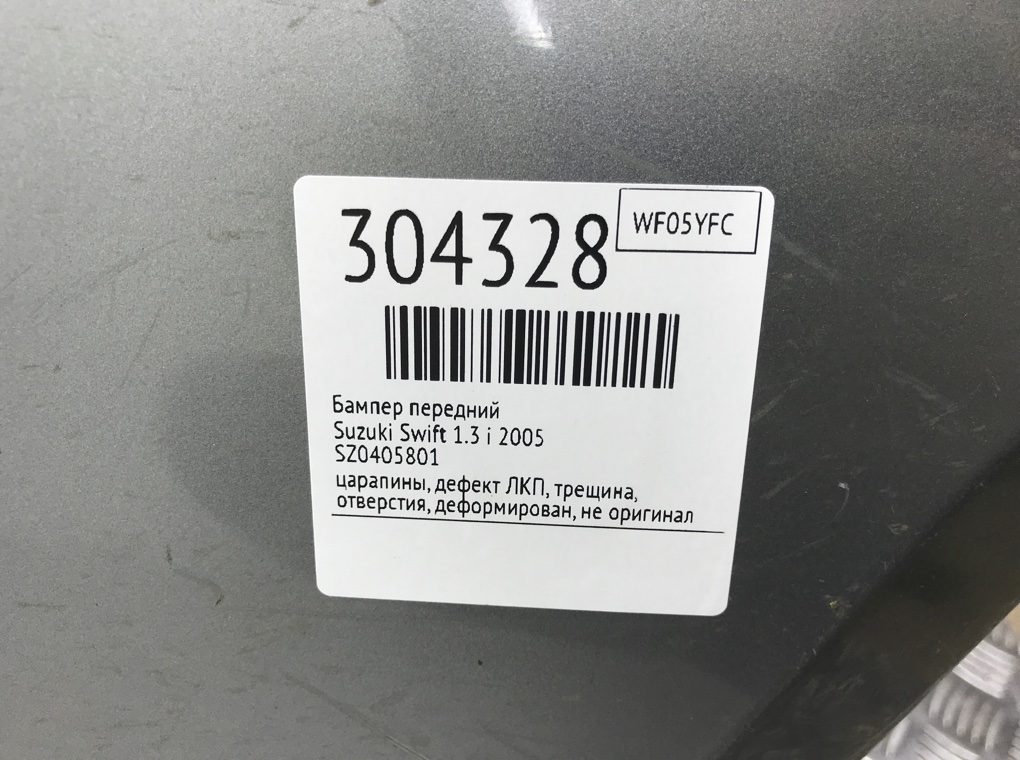 304328
WF05YFC
Бампер передний
Suzuki Swift 1.3 i 2005
SZ0405801
царапины, дефект ЛКП, трещина,
отверстия, деформирован, не оригинал